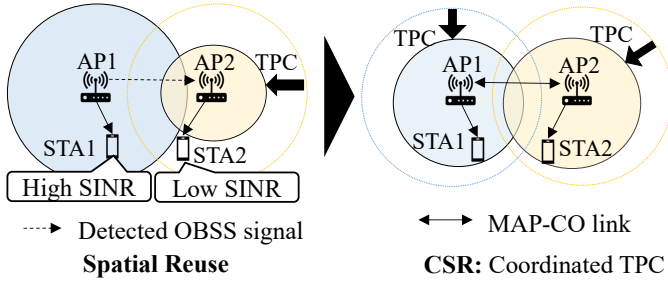 TPC
AP1
AP2
STA1
STA2
High SINR
Low SINR
Detected OBSS signal
Spatial Reuse
TPC
TPC
AP1
AP2
STA1
STA2
MAP-CO link
CSR: Coordinated TPC